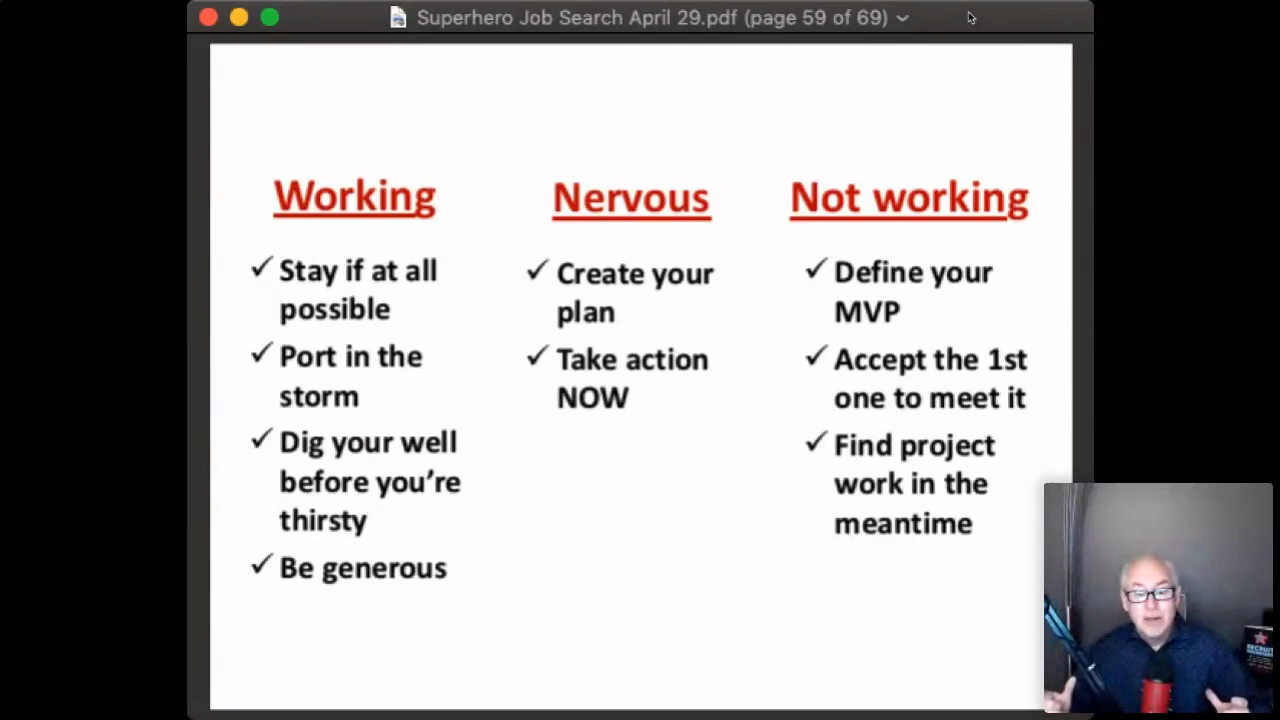 Superhero Job Search April 29.pdf (page 59 of 69)
Working
Stay if at all
possible
Port in the
storm
Dig your well
before you're
thirsty
Be generous
Nervous
Create your
plan
Take action
NOW
Not working
Define your
MVP
Accept the 1st
one to meet it
Find project
work in the
meantime